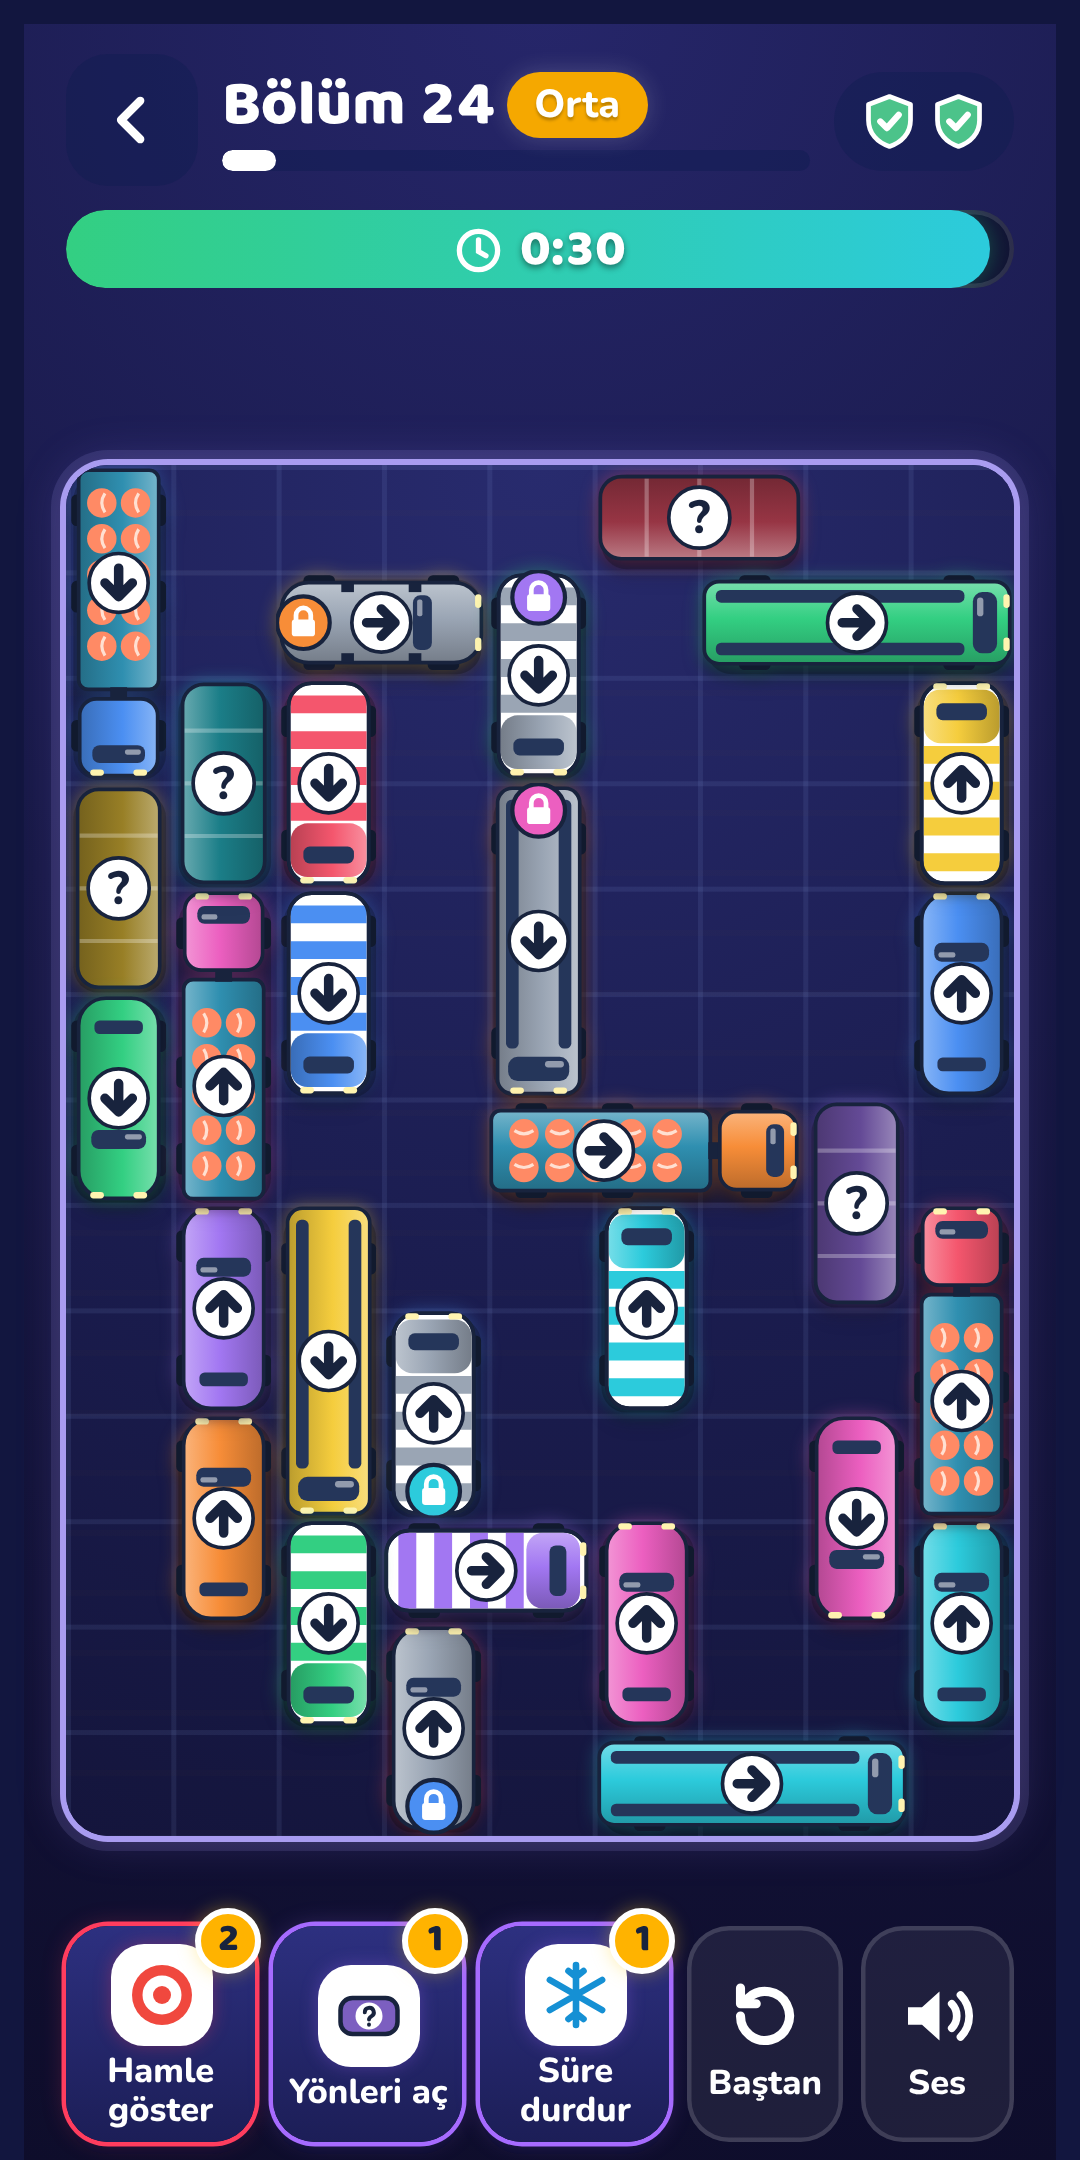 Bölüm 24 Orta
0:30
?
?
?
?
2 1 1
Hamle göster
Yönleri aç
Süre durdur
Baştan
Ses